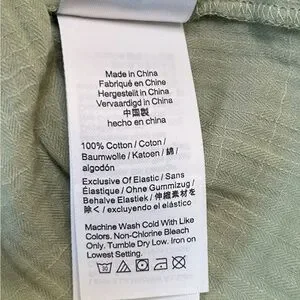 Made in China
Fabriqué en Chine
Hergestellt in China
Vervaardigd in China
中国製
hecho en china
100% Cotton / Coton /
Baumwolle / Katoen / 綿 /
algodón
Exclusive Of Elastic / Sans
Élastique / Ohne Gummizug /
Behalve Elastiek / 伸縮素材を
除く / excluyendo el elástico
Machine Wash Cold With Like
Colors. Non-Chlorine Bleach
Only. Tumble Dry Low. Iron on
Lowest Setting.
30